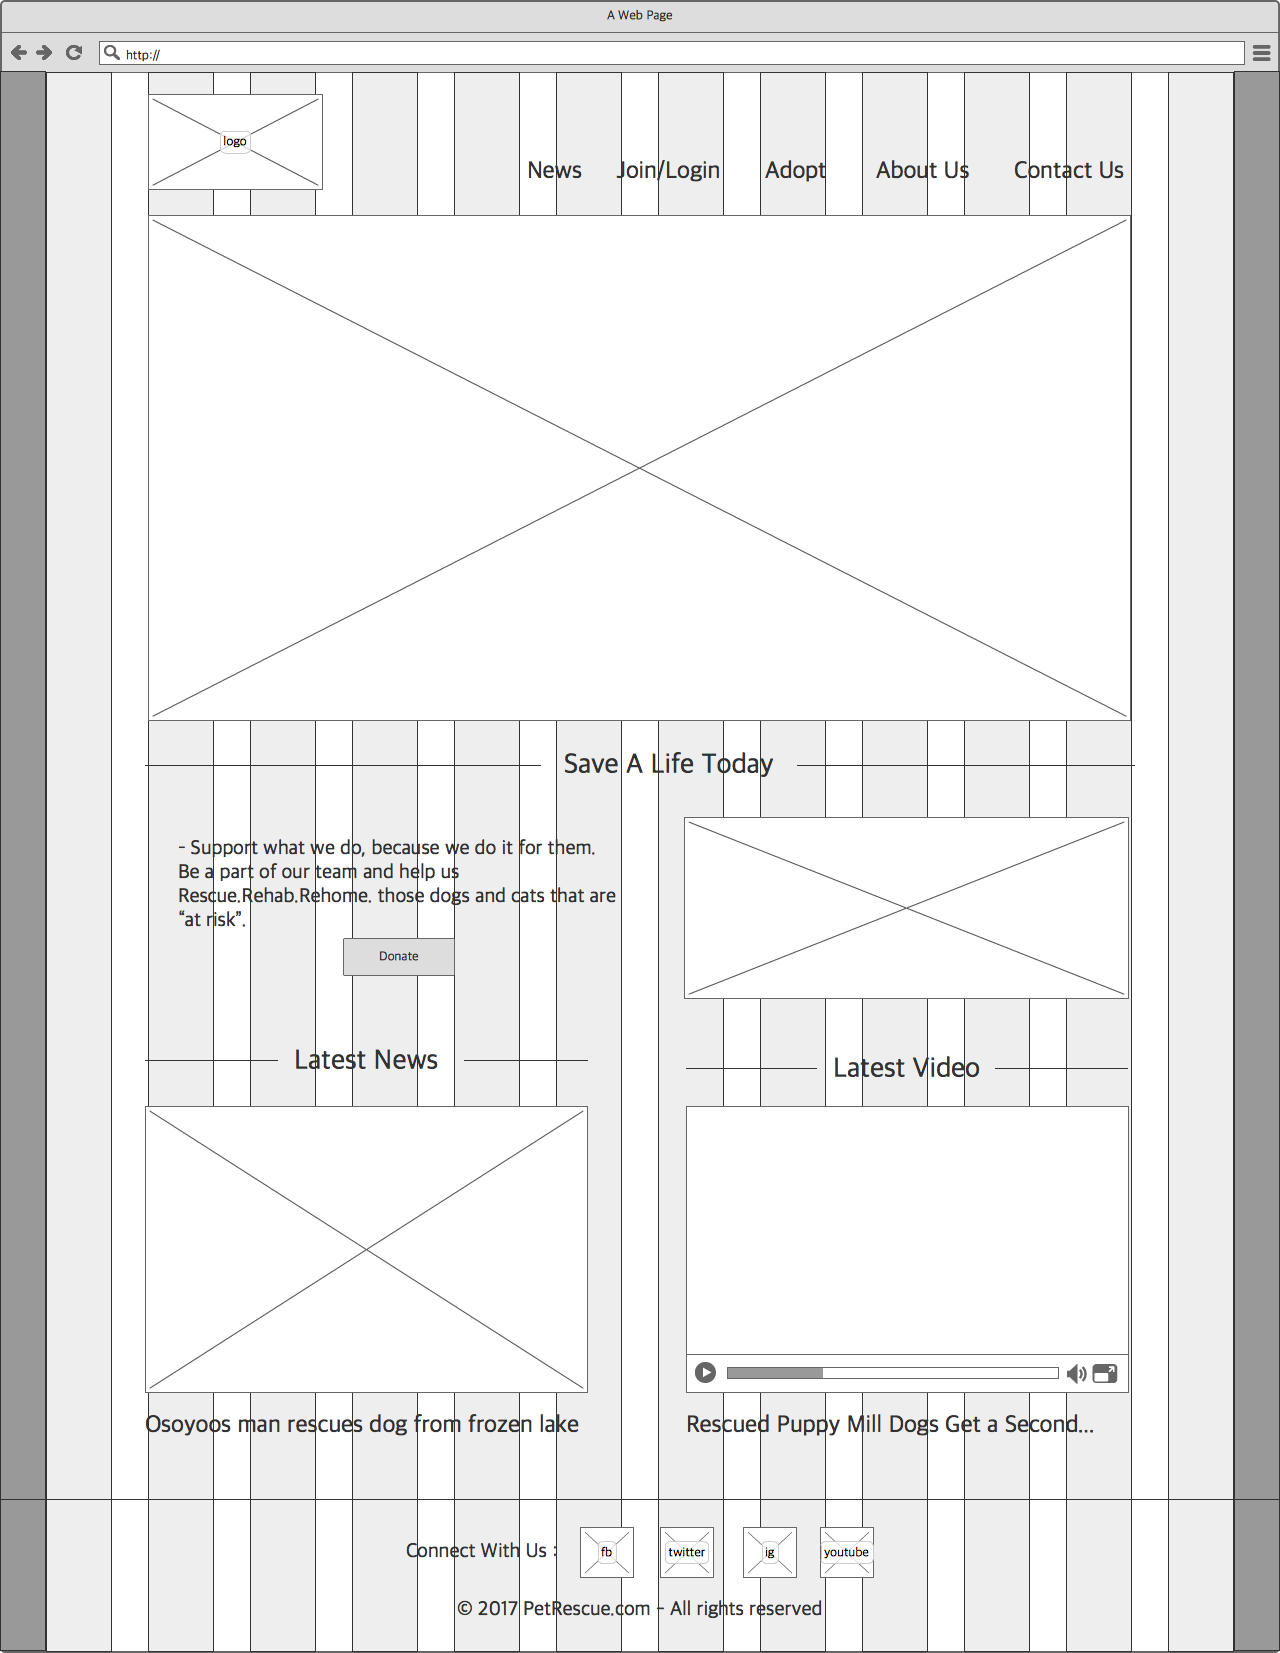 A Web Page
http://
logo
News Join/Login Adopt About Us Contact Us
Save A Life Today
- Support what we do, because we do it for them.
Be a part of our team and help us
Rescue.Rehab.Rehome. those dogs and cats that are
“at risk”.
Donate
Latest News
Latest Video
Osoyoos man rescues dog from frozen lake
Rescued Puppy Mill Dogs Get a Second...
Connect With Us : fb twitter ig youtube
© 2017 PetRescue.com - All rights reserved